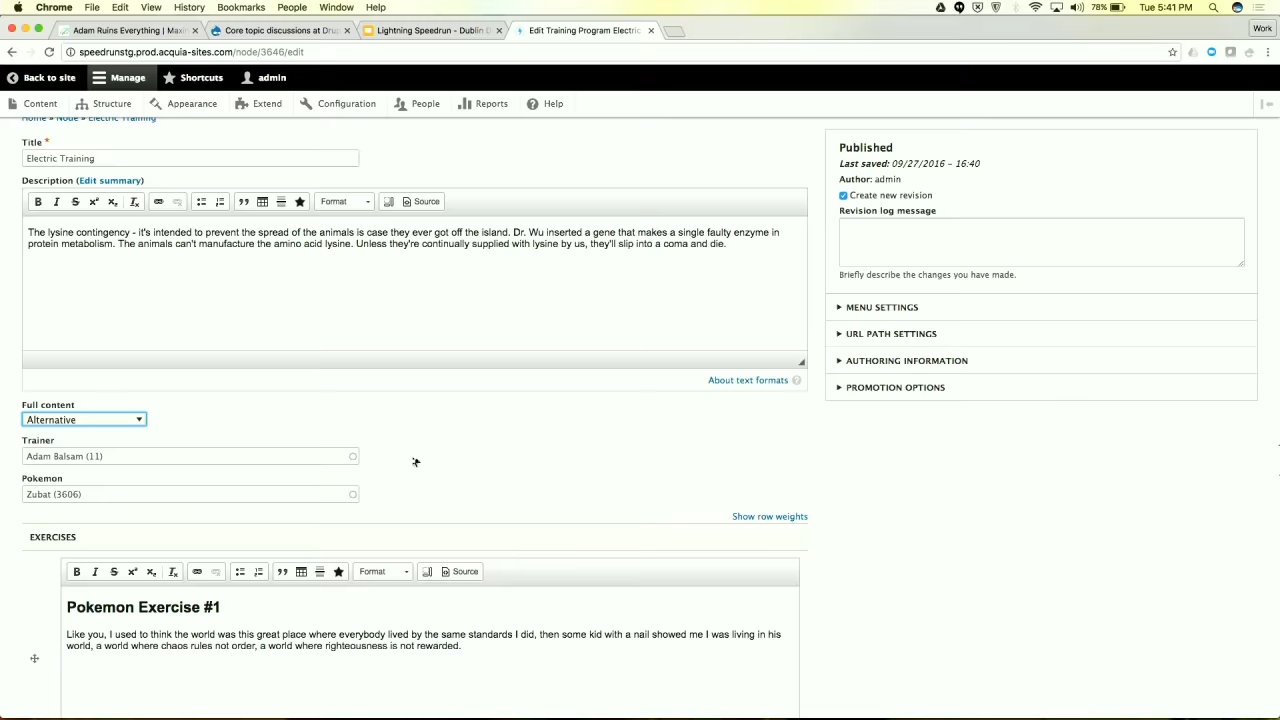 Chrome File Edit View History Bookmarks People Window Help 78% Tue 5:41 PM
Adam Ruins Everything | Maxi
Core topic discussions at Dru
Lightning Speedrun - Dublin D
Edit Training Program Electric
Work
speedrunstg.prod.acquia-sites.com/node/3646/edit
Back to site Manage Shortcuts admin
Content Structure Appearance Extend Configuration People Reports Help
Home » Node » Electric Training
Title *
Electric Training
Description (Edit summary)
Format Source
The lysine contingency - it's intended to prevent the spread of the animals is case they ever got off the island. Dr. Wu inserted a gene that makes a single faulty enzyme in
protein metabolism. The animals can't manufacture the amino acid lysine. Unless they're continually supplied with lysine by us, they'll slip into a coma and die.
About text formats
Full content
Alternative
Trainer
Adam Balsam (11)
Pokemon
Zubat (3606)
Show row weights
EXERCISES
Format Source
Pokemon Exercise #1
Like you, I used to think the world was this great place where everybody lived by the same standards I did, then some kid with a nail showed me I was living in his
world, a world where chaos rules not order, a world where righteousness is not rewarded.
Published
Last saved: 09/27/2016 - 16:40
Author: admin
Create new revision
Revision log message
Briefly describe the changes you have made.
MENU SETTINGS
URL PATH SETTINGS
AUTHORING INFORMATION
PROMOTION OPTIONS